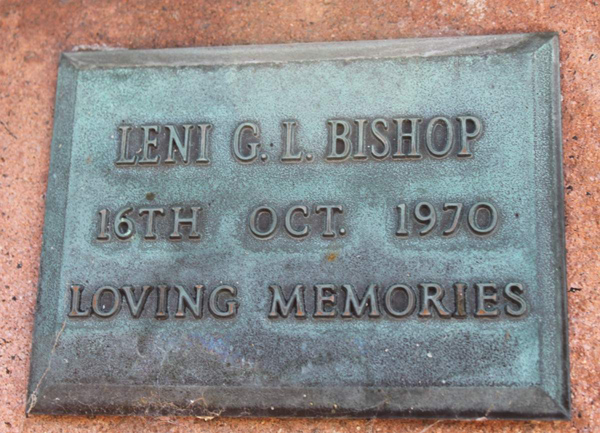 LENI G. L. BISHOP
16TH OCT. 1970
LOVING MEMORIES